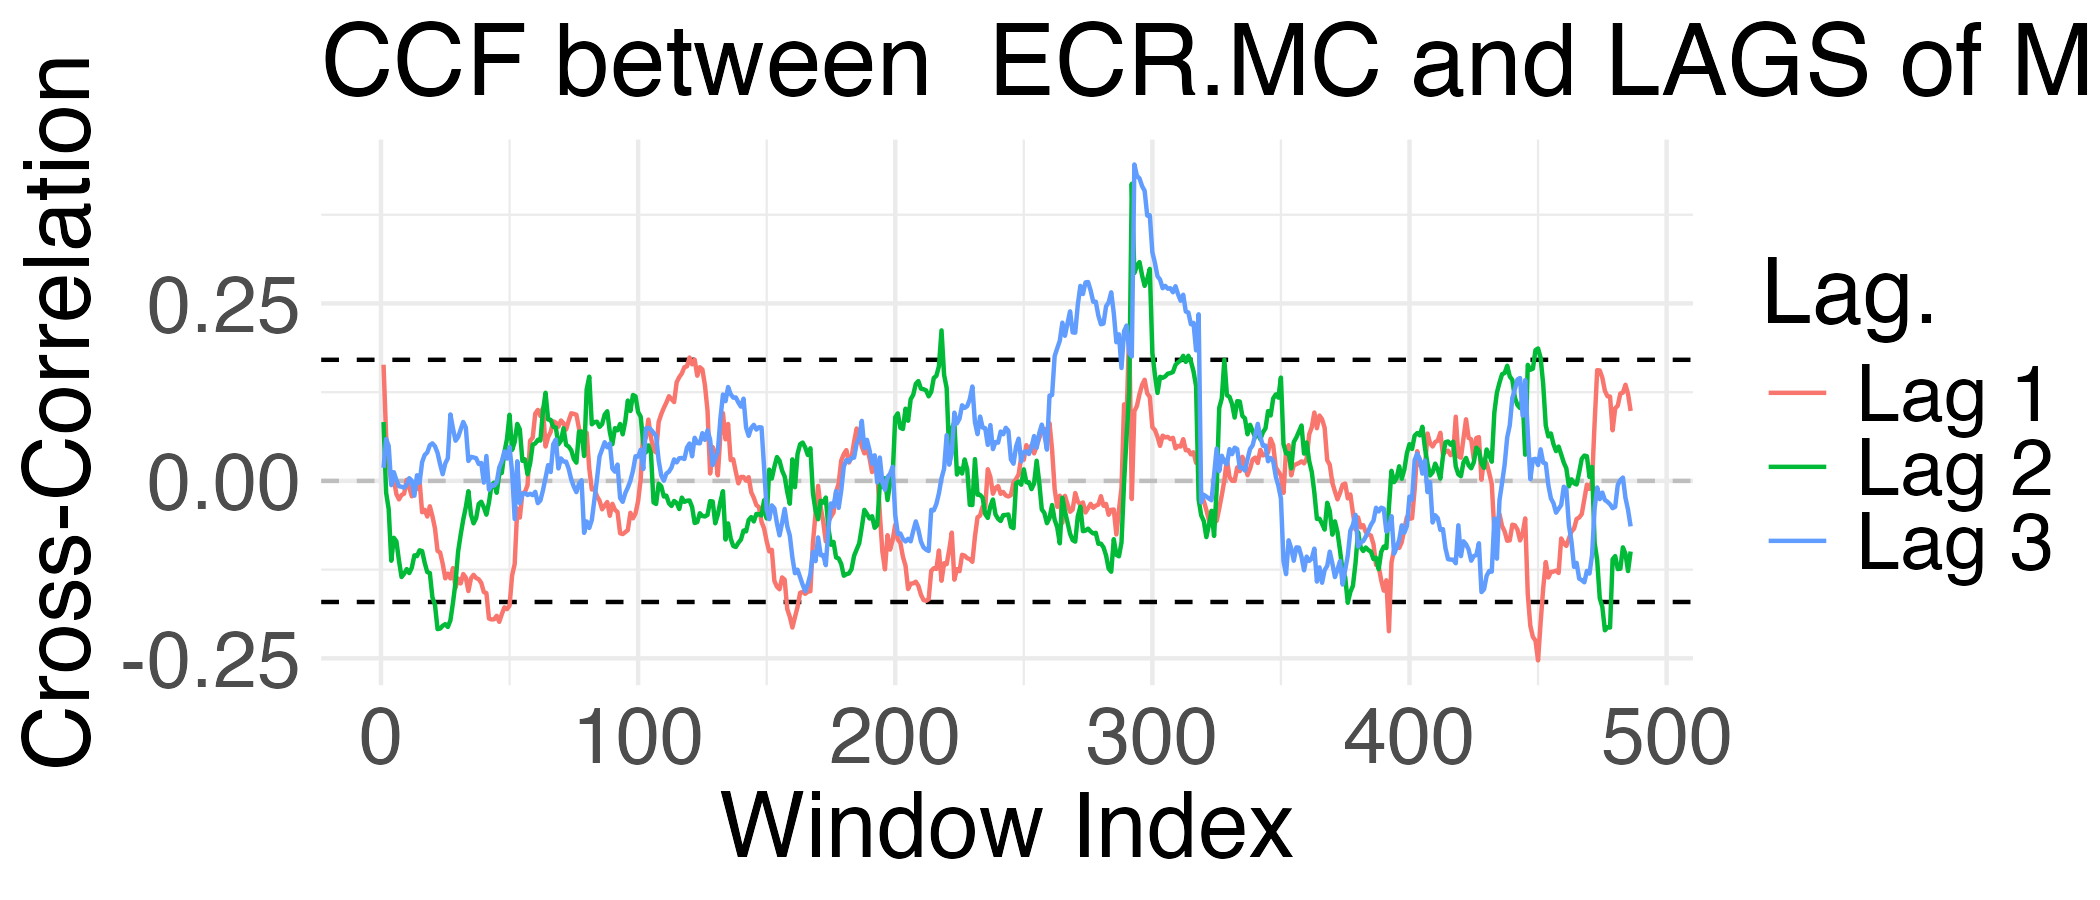 CCF between  ECR.MC and LAGS of M
Cross-Correlation
0.25
0.00
-0.25
0
100
200
300
400
500
Window Index
Lag.
Lag 1
Lag 2
Lag 3